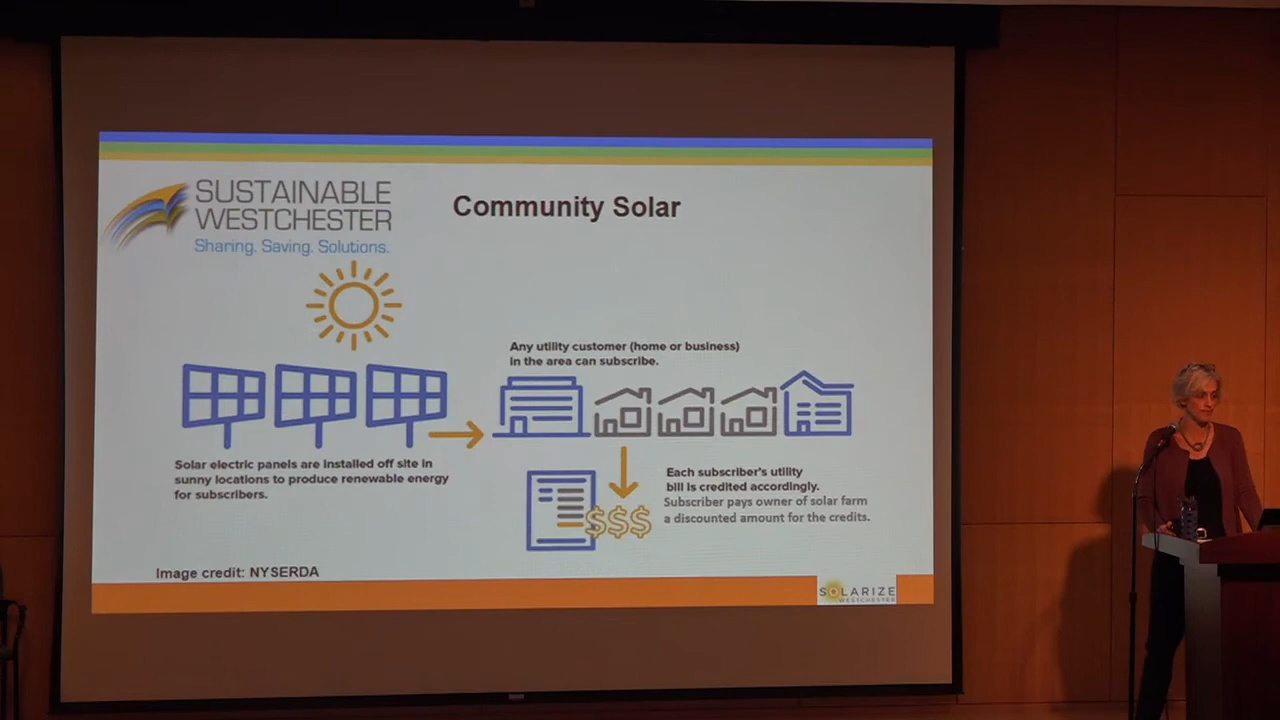 SUSTAINABLE
WESTCHESTER
Sharing. Saving. Solutions.
Community Solar
Any utility customer (home or business)
in the area can subscribe.
Solar electric panels are installed off site in
sunny locations to produce renewable energy
for subscribers.
Each subscriber's utility
bill is credited accordingly.
Subscriber pays owner of solar farm
a discounted amount for the credits.
$$$
Image credit: NYSERDA
SOLARIZE
WESTCHESTER